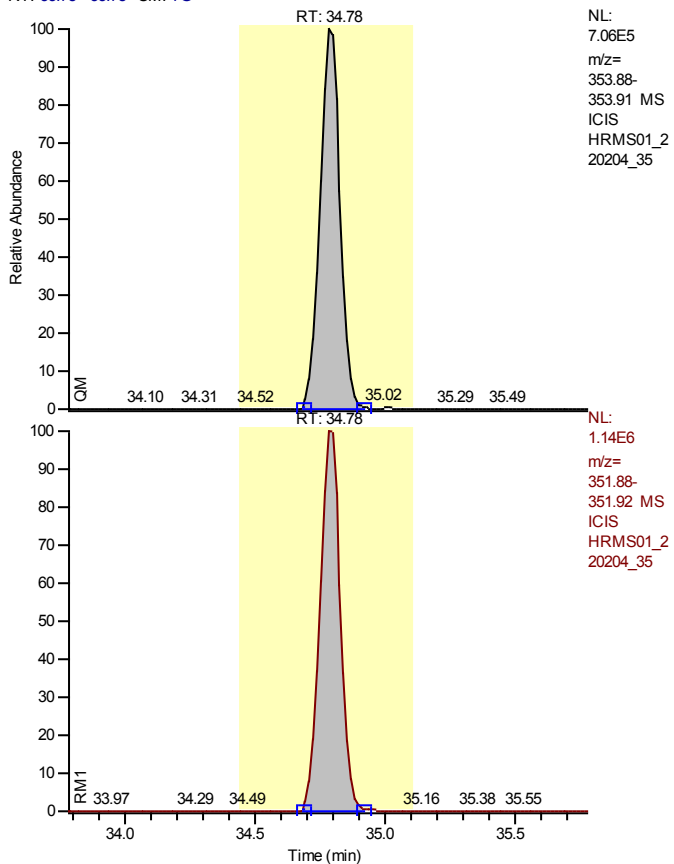 RT: 34.78
NL:
7.06E5
m/z=
353.88-
353.91 MS
ICIS
HRMS01_2
20204_35
100
90
80
70
60
50
40
30
20
10
0
Relative Abundance
QM
34.10 34.31 34.52 35.02 35.29 35.49
RT: 34.78
NL:
1.14E6
m/z=
351.88-
351.92 MS
ICIS
HRMS01_2
20204_35
100
90
80
70
60
50
40
30
20
10
0
RM1
33.97 34.29 34.49 35.16 35.38 35.55
34.0 34.5 35.0 35.5
Time (min)